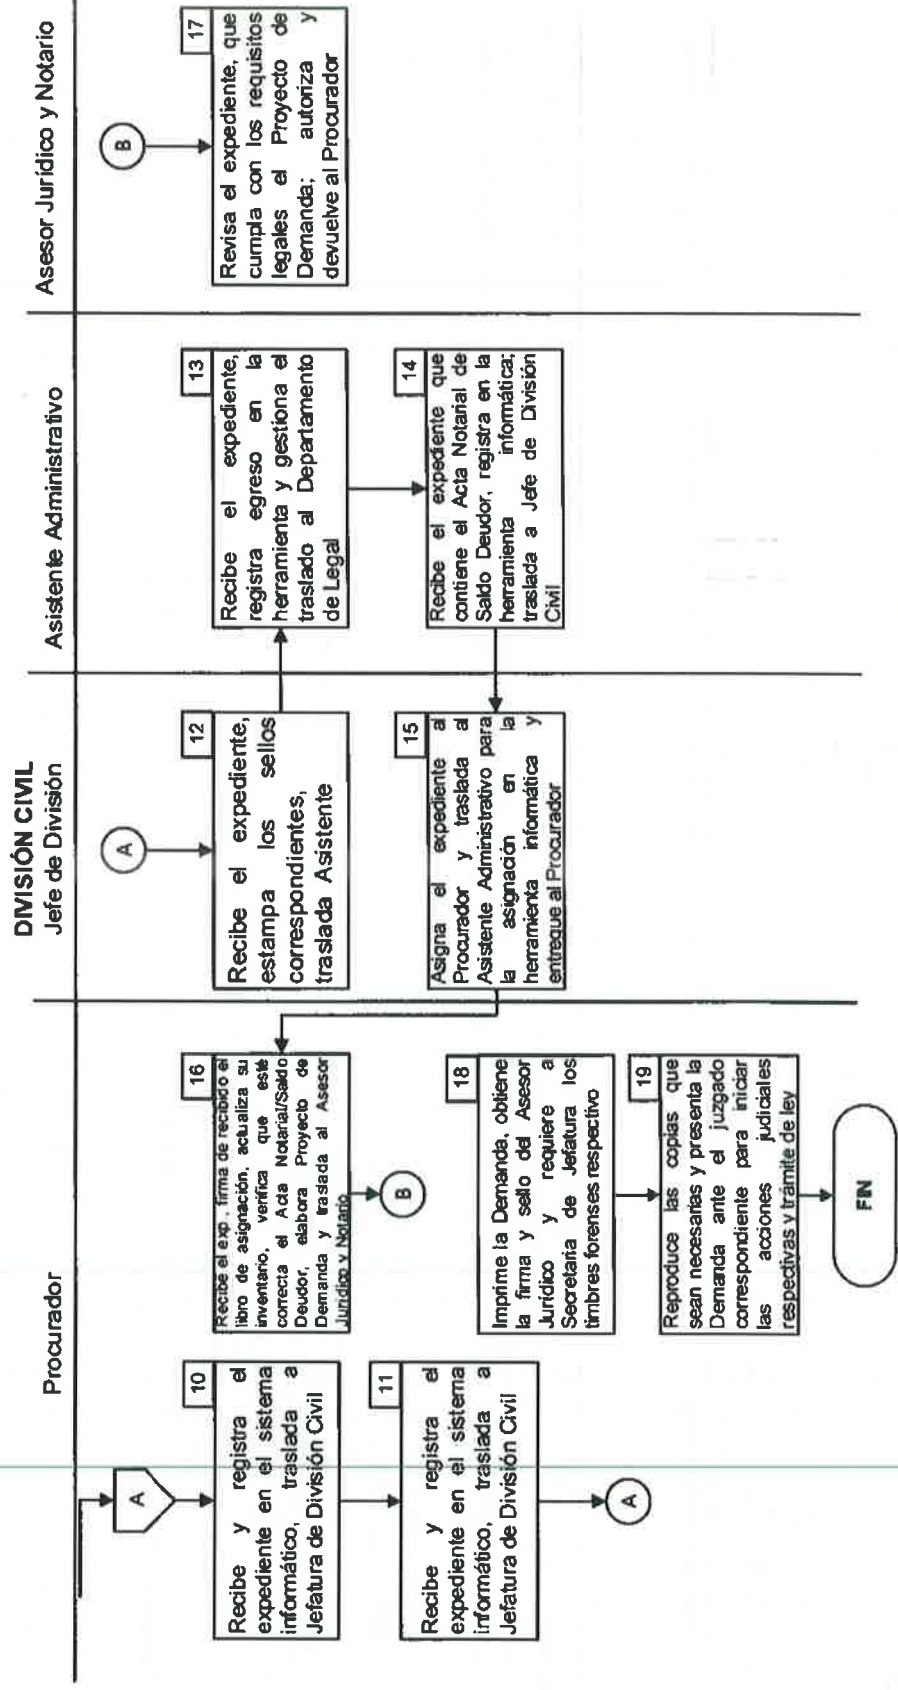 DIVISIÓN CIVIL
Procurador
Jefe de División
Asistente Administrativo
Asesor Jurídico y Notario
A
10
Recibe y registra el
expediente en el sistema
informático, traslada a
Jefatura de División Civil
11
Recibe y registra el
expediente en el sistema
informático, traslada a
Jefatura de División Civil
A
A
12
Recibe el expediente,
estampa los sellos
correspondientes,
traslada Asistente
13
Recibe el expediente,
registra egreso en la
herramienta y gestiona el
traslado al Departamento
de Legal
14
Recibe el expediente que
contiene el Acta Notarial de
Saldo Deudor, registra en la
herramienta informática;
traslada a Jefe de División
Civil
15
Asigna el expediente al
Procurador y traslada al
Asistente Administrativo para
la asignación en la
herramienta informática y
entregue al Procurador
16
Recibe el exp., firma de recibido el
libro de asignación, actualiza su
inventario, verifica que esté
correcta el Acta Notarial/Saldo
Deudor, elabora Proyecto de
Demanda y traslada al Asesor
Jurídico y Notario
B
B
17
Revisa el expediente, que
cumpla con los requisitos
legales el Proyecto de
Demanda; autoriza y
devuelve al Procurador
18
Imprime la Demanda, obtiene
la firma y sello del Asesor
Jurídico y requiere a
Secretaria de Jefatura los
timbres forenses respectivo
19
Reproduce las copias que
sean necesarias y presenta la
Demanda ante el juzgado
correspondiente para iniciar
las acciones judiciales
respectivas y trámite de ley
FIN